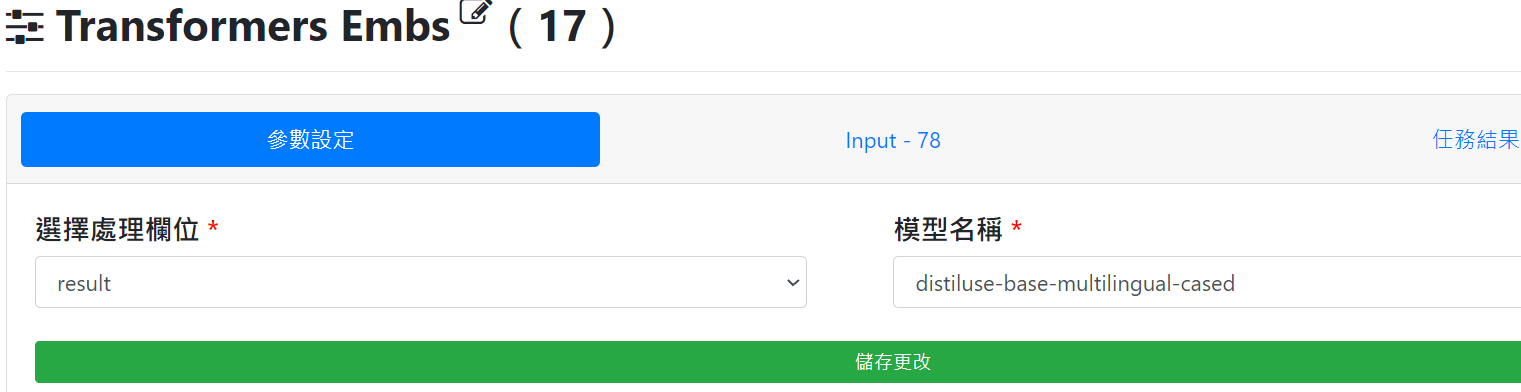 Transformers Embs ( 17 )
參數設定 Input - 78 任務結果
選擇處理欄位 * 模型名稱 *
result distiluse-base-multilingual-cased
儲存更改